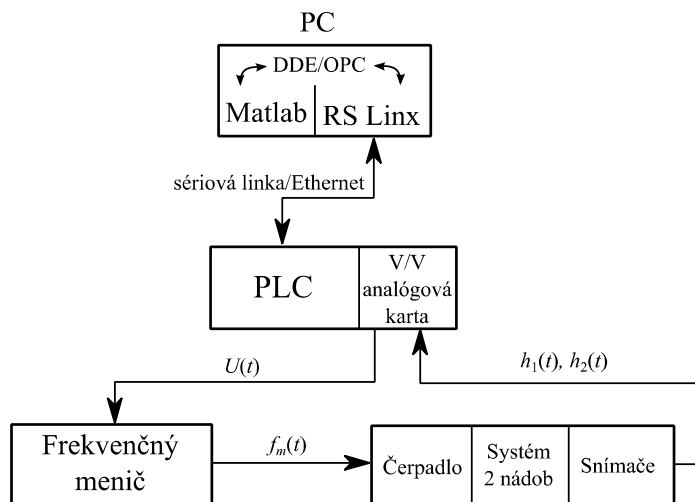 PC
DDE/OPC
Matlab
RS Linx
sériová linka/Ethernet
PLC
V/V
analógová
karta
U(t)
h₁(t), h₂(t)
Frekvenčný
menič
fₘ(t)
Čerpadlo
Systém
2 nádob
Snímače